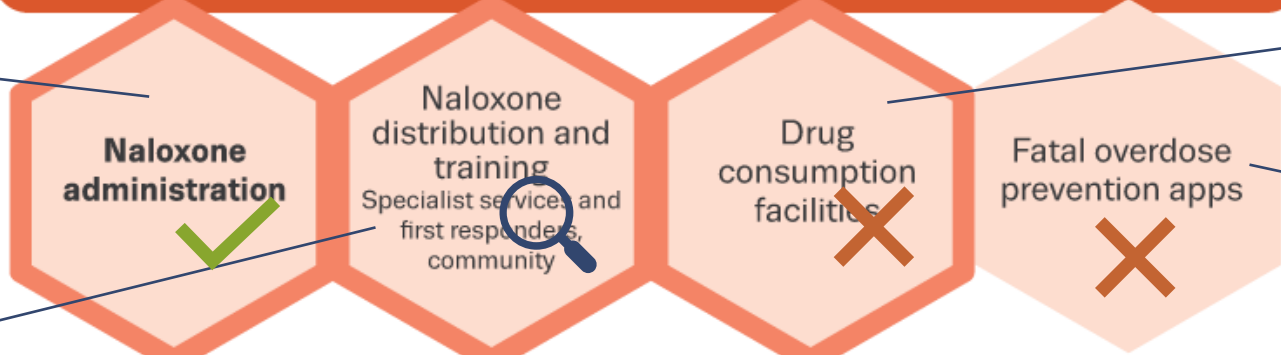 Naloxone
administration
Naloxone
distribution and
training
Specialist services and
first responders,
community
Drug
consumption
facilities
Fatal overdose
prevention apps